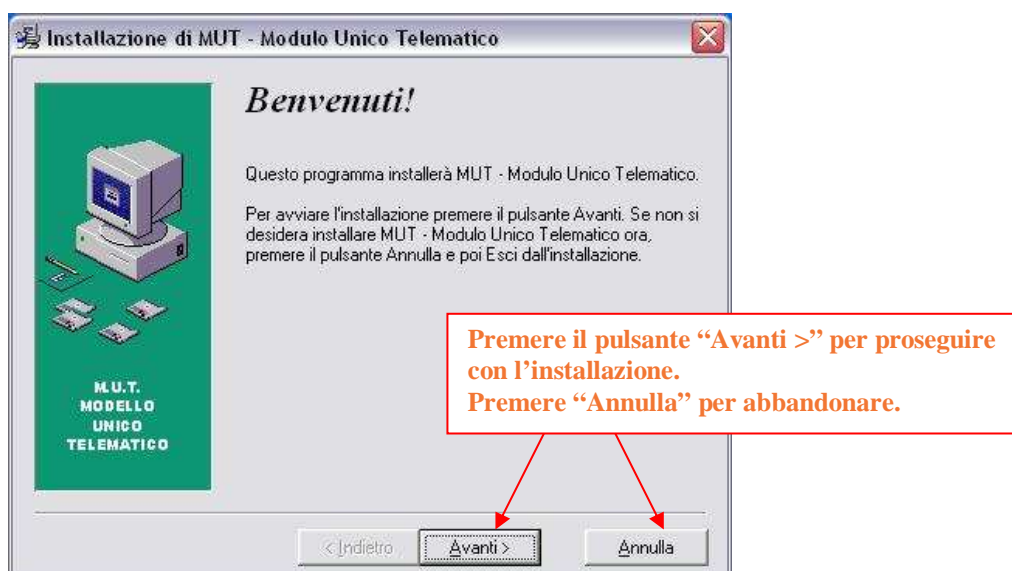 Installazione di MUT - Modulo Unico Telematico
Benvenuti!
Questo programma installerà MUT - Modulo Unico Telematico.
Per avviare l'installazione premere il pulsante Avanti. Se non si
desidera installare MUT - Modulo Unico Telematico ora,
premere il pulsante Annulla e poi Esci dall'installazione.
Premere il pulsante “Avanti >” per proseguire
con l’installazione.
Premere “Annulla” per abbandonare.
M.U.T.
MODELLO
UNICO
TELEMATICO
< Indietro
Avanti >
Annulla